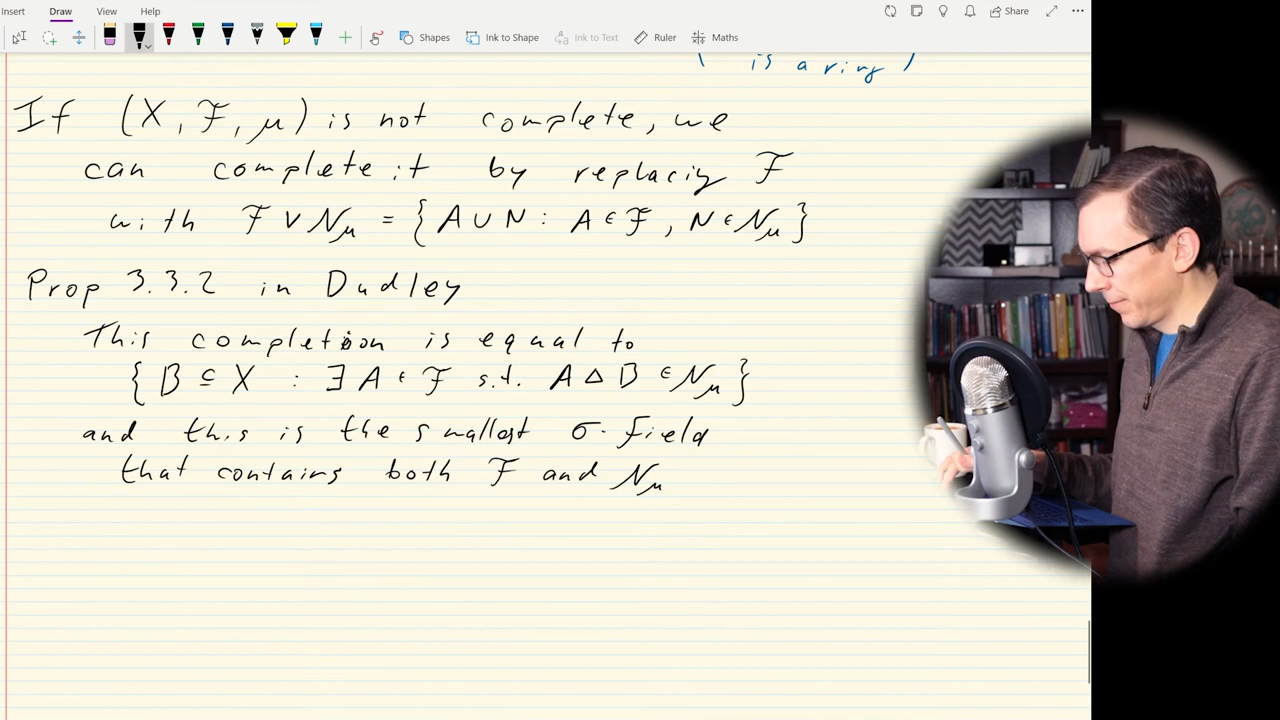 Insert Draw View Help Share
Shapes Ink to Shape Ink to Text Ruler Maths
( is a ring )
If (X, ℱ, μ) is not complete, we
can complete it by replacing ℱ
with ℱ ∨ 𝒩_μ = { A ∪ N : A ∈ ℱ, N ∈ 𝒩_μ }
Prop 3.3.2 in Dudley
This completion is equal to
{ B ⊆ X : ∃ A ∈ ℱ s.t. A △ B ∈ 𝒩_μ }
and this is the smallest σ-field
that contains both ℱ and 𝒩_μ